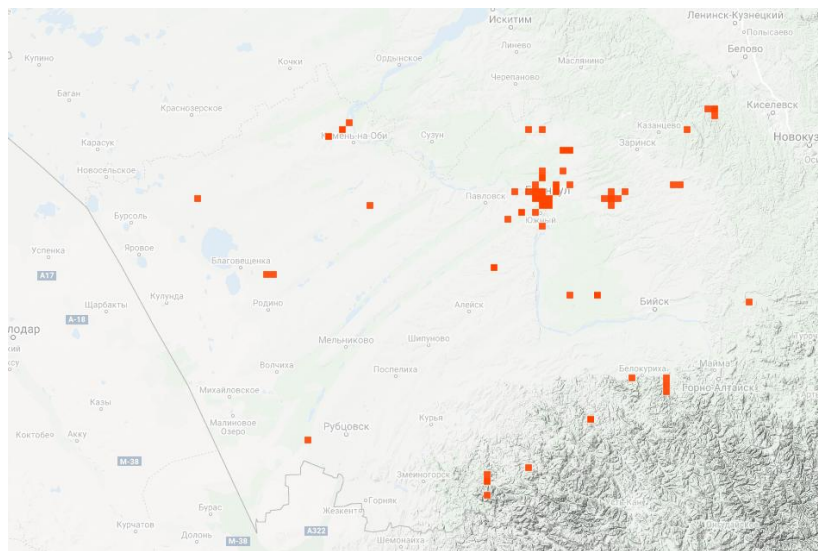 Искитим
Ленинск-Кузнецкий
Полысаево
Купино
Кочки
Ордынское
Линево
Белово
Маслянино
Черепаново
Баган
Краснозерское
Киселевск
Казанцево
Карасук
Камень-на-Оби
Сузун
Заринск
Новокуз
Новосельское
Павловск
Бурсоль
Южный
Успенка
Яровое
Благовещенка
A17
Щарбакты
Кулунда
Родино
Алейск
Бийск
A-18
лодар
Мельниково
Шипуново
Волчиха
Поспелиха
Белокуриха
Майма
Горно-Алтайск
Михайловское
Казы
Малиновое
Озеро
Рубцовск
Курья
Коктобе
Акку
M-38
Змеиногорск
Горняк
Бурас
Жезкент
Курчатов
Долонь
M-38
A322
Шемонаиха